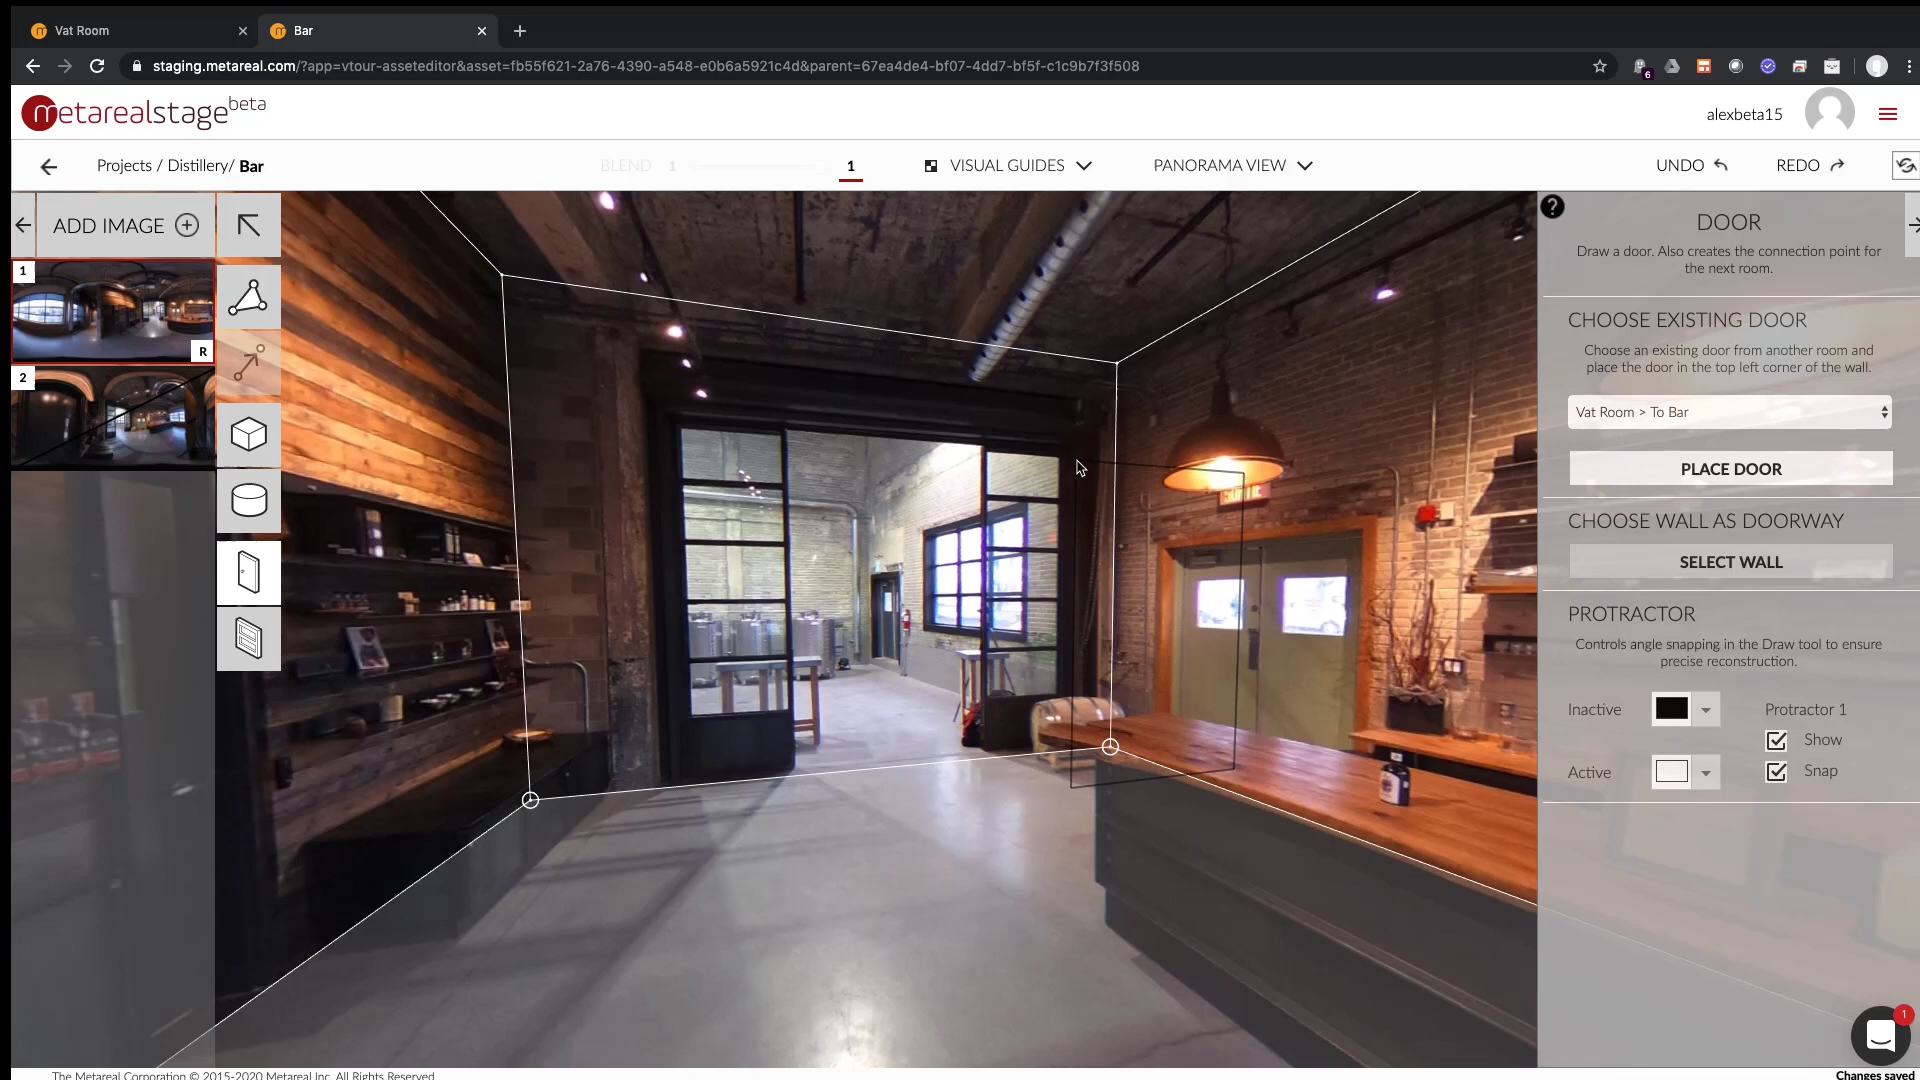 Vat Room
Bar
staging.metareal.com/?app=vtour-asseteditor&asset=fb55f621-2a76-4390-a548-e0b6a5921c4d&parent=67ea4de4-bf07-4dd7-bf5f-c1c9b7f3f508
6
metarealstage beta
alexbeta15
Projects / Distillery/ Bar
BLEND 1
1
VISUAL GUIDES
PANORAMA VIEW
UNDO
REDO
ADD IMAGE
1
R
2
?
DOOR
Draw a door. Also creates the connection point for
the next room.
CHOOSE EXISTING DOOR
Choose an existing door from another room and
place the door in the top left corner of the wall.
Vat Room > To Bar
PLACE DOOR
CHOOSE WALL AS DOORWAY
SELECT WALL
PROTRACTOR
Controls angle snapping in the Draw tool to ensure
precise reconstruction.
Inactive
Protractor 1
Show
Active
Snap
1
The Metareal Corporation © 2015-2020 Metareal Inc. All Rights Reserved
Changes saved